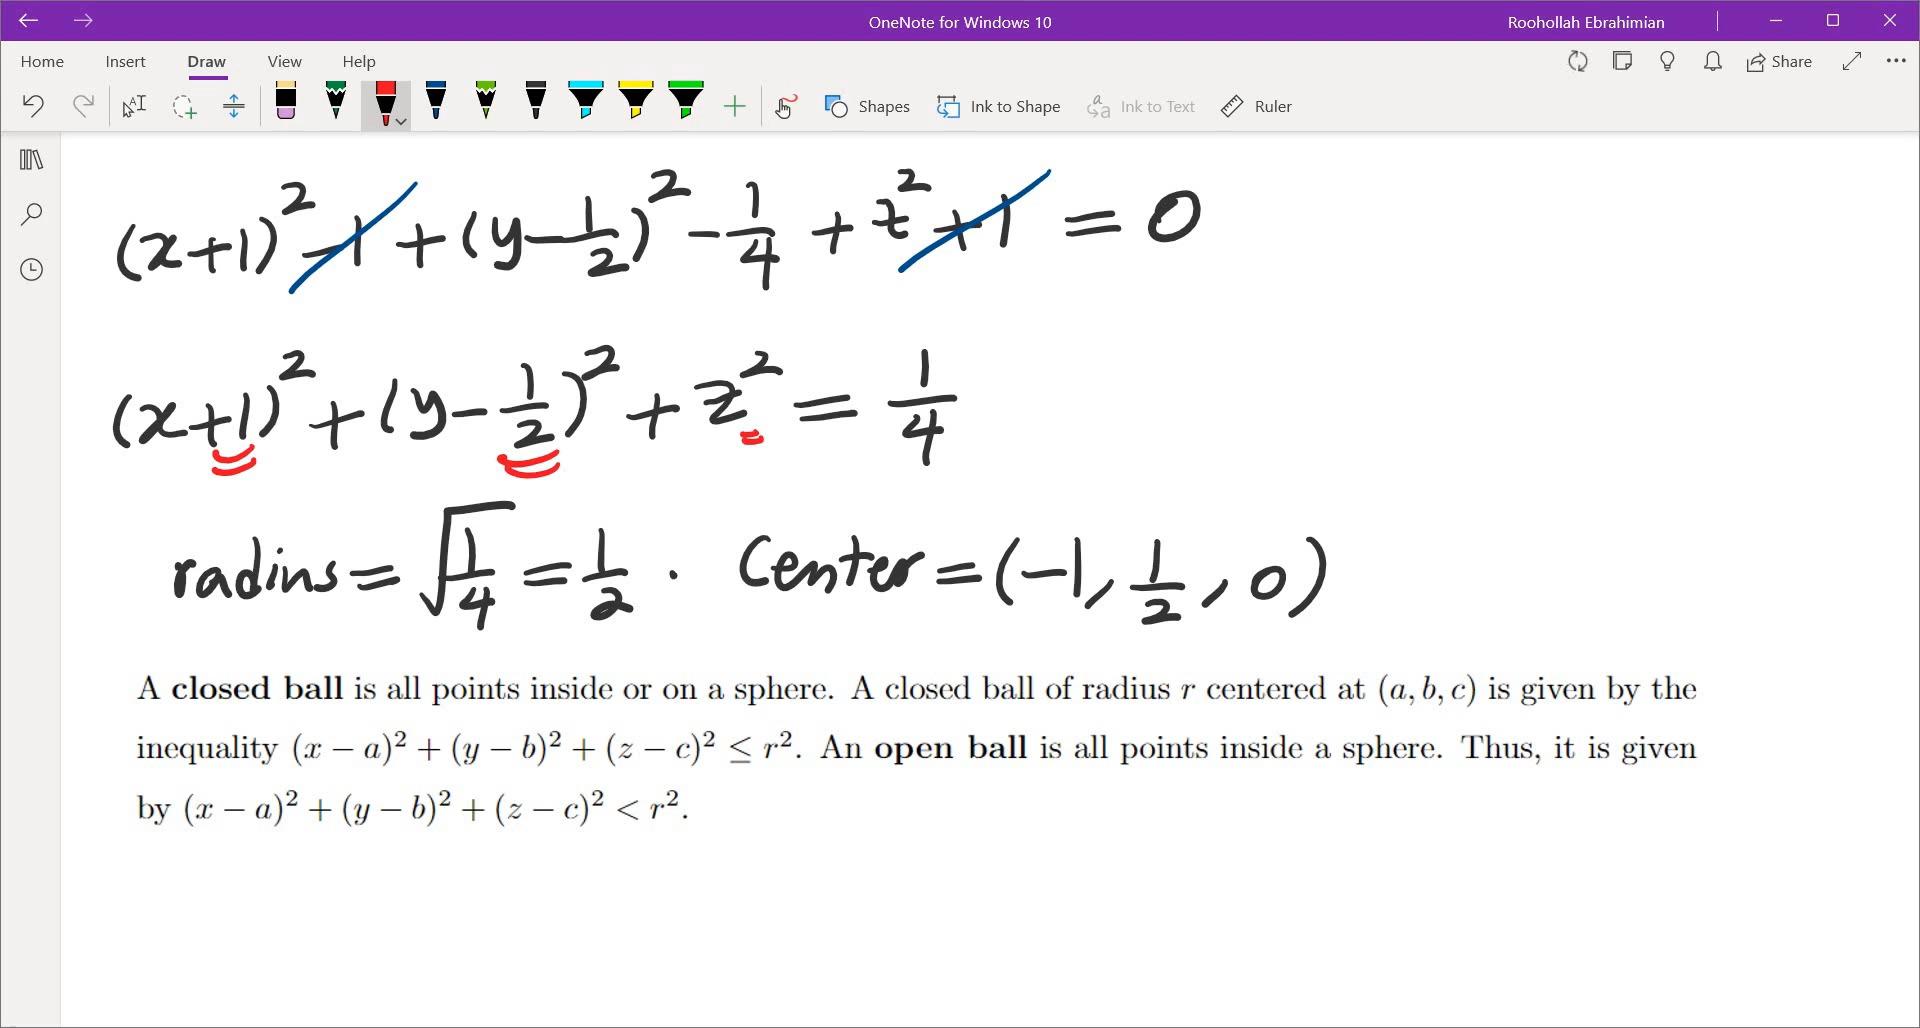 OneNote for Windows 10
Roohollah Ebrahimian
Home Insert Draw View Help
Share
Shapes Ink to Shape Ink to Text Ruler
(x+1)² - 1 + (y - 1/2)² - 1/4 + z² + 1 = 0
(x+1)² + (y - 1/2)² + z² = 1/4
radius = √(1/4) = 1/2 . Center = (-1, 1/2, 0)
A closed ball is all points inside or on a sphere. A closed ball of radius r centered at (a, b, c) is given by the
inequality (x − a)² + (y − b)² + (z − c)² ≤ r². An open ball is all points inside a sphere. Thus, it is given
by (x − a)² + (y − b)² + (z − c)² < r².